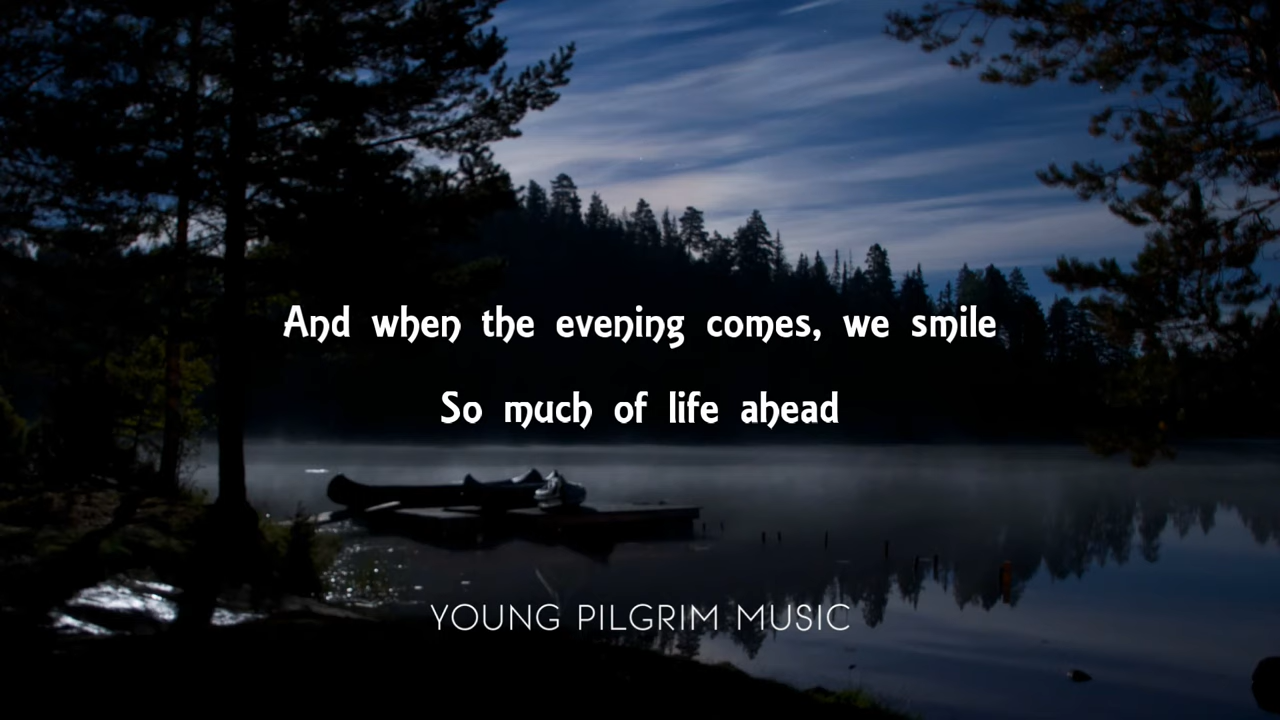 And when the evening comes, we smile
So much of life ahead
YOUNG PILGRIM MUSIC